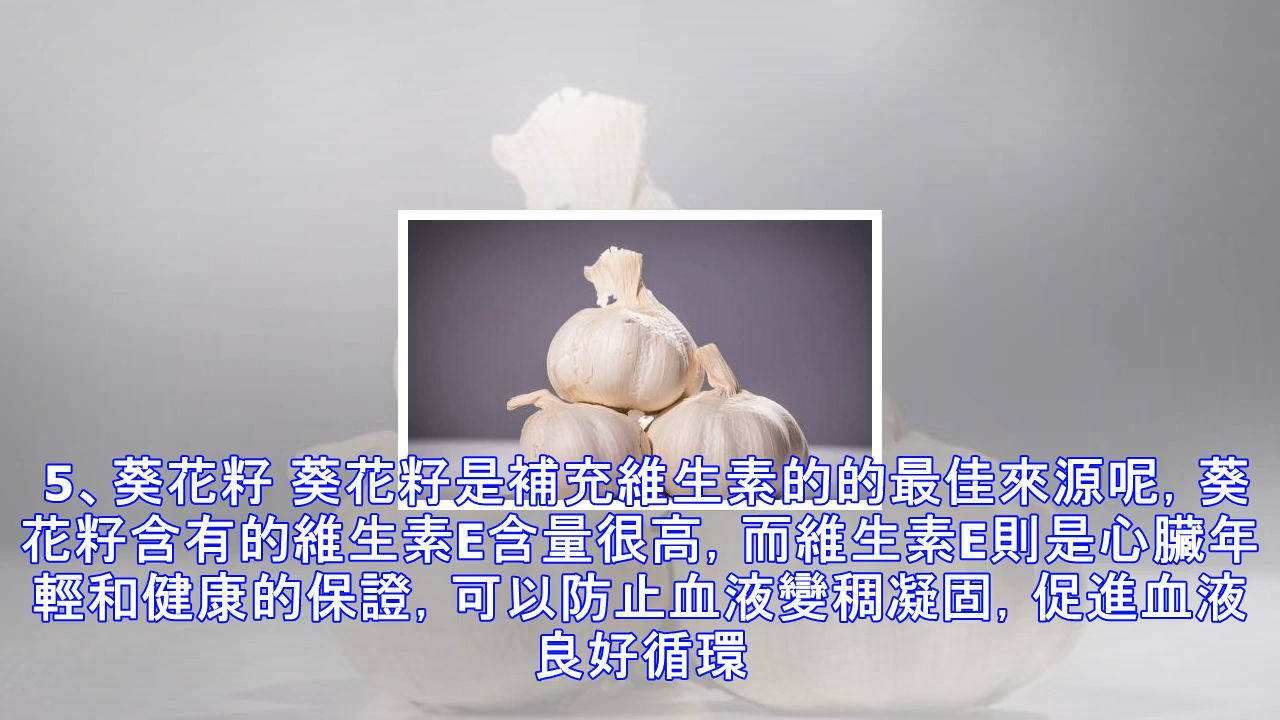 5、葵花籽 葵花籽是補充維生素的的最佳來源呢, 葵
花籽含有的維生素E含量很高, 而維生素E則是心臟年
輕和健康的保證, 可以防止血液變稠凝固, 促進血液
良好循環